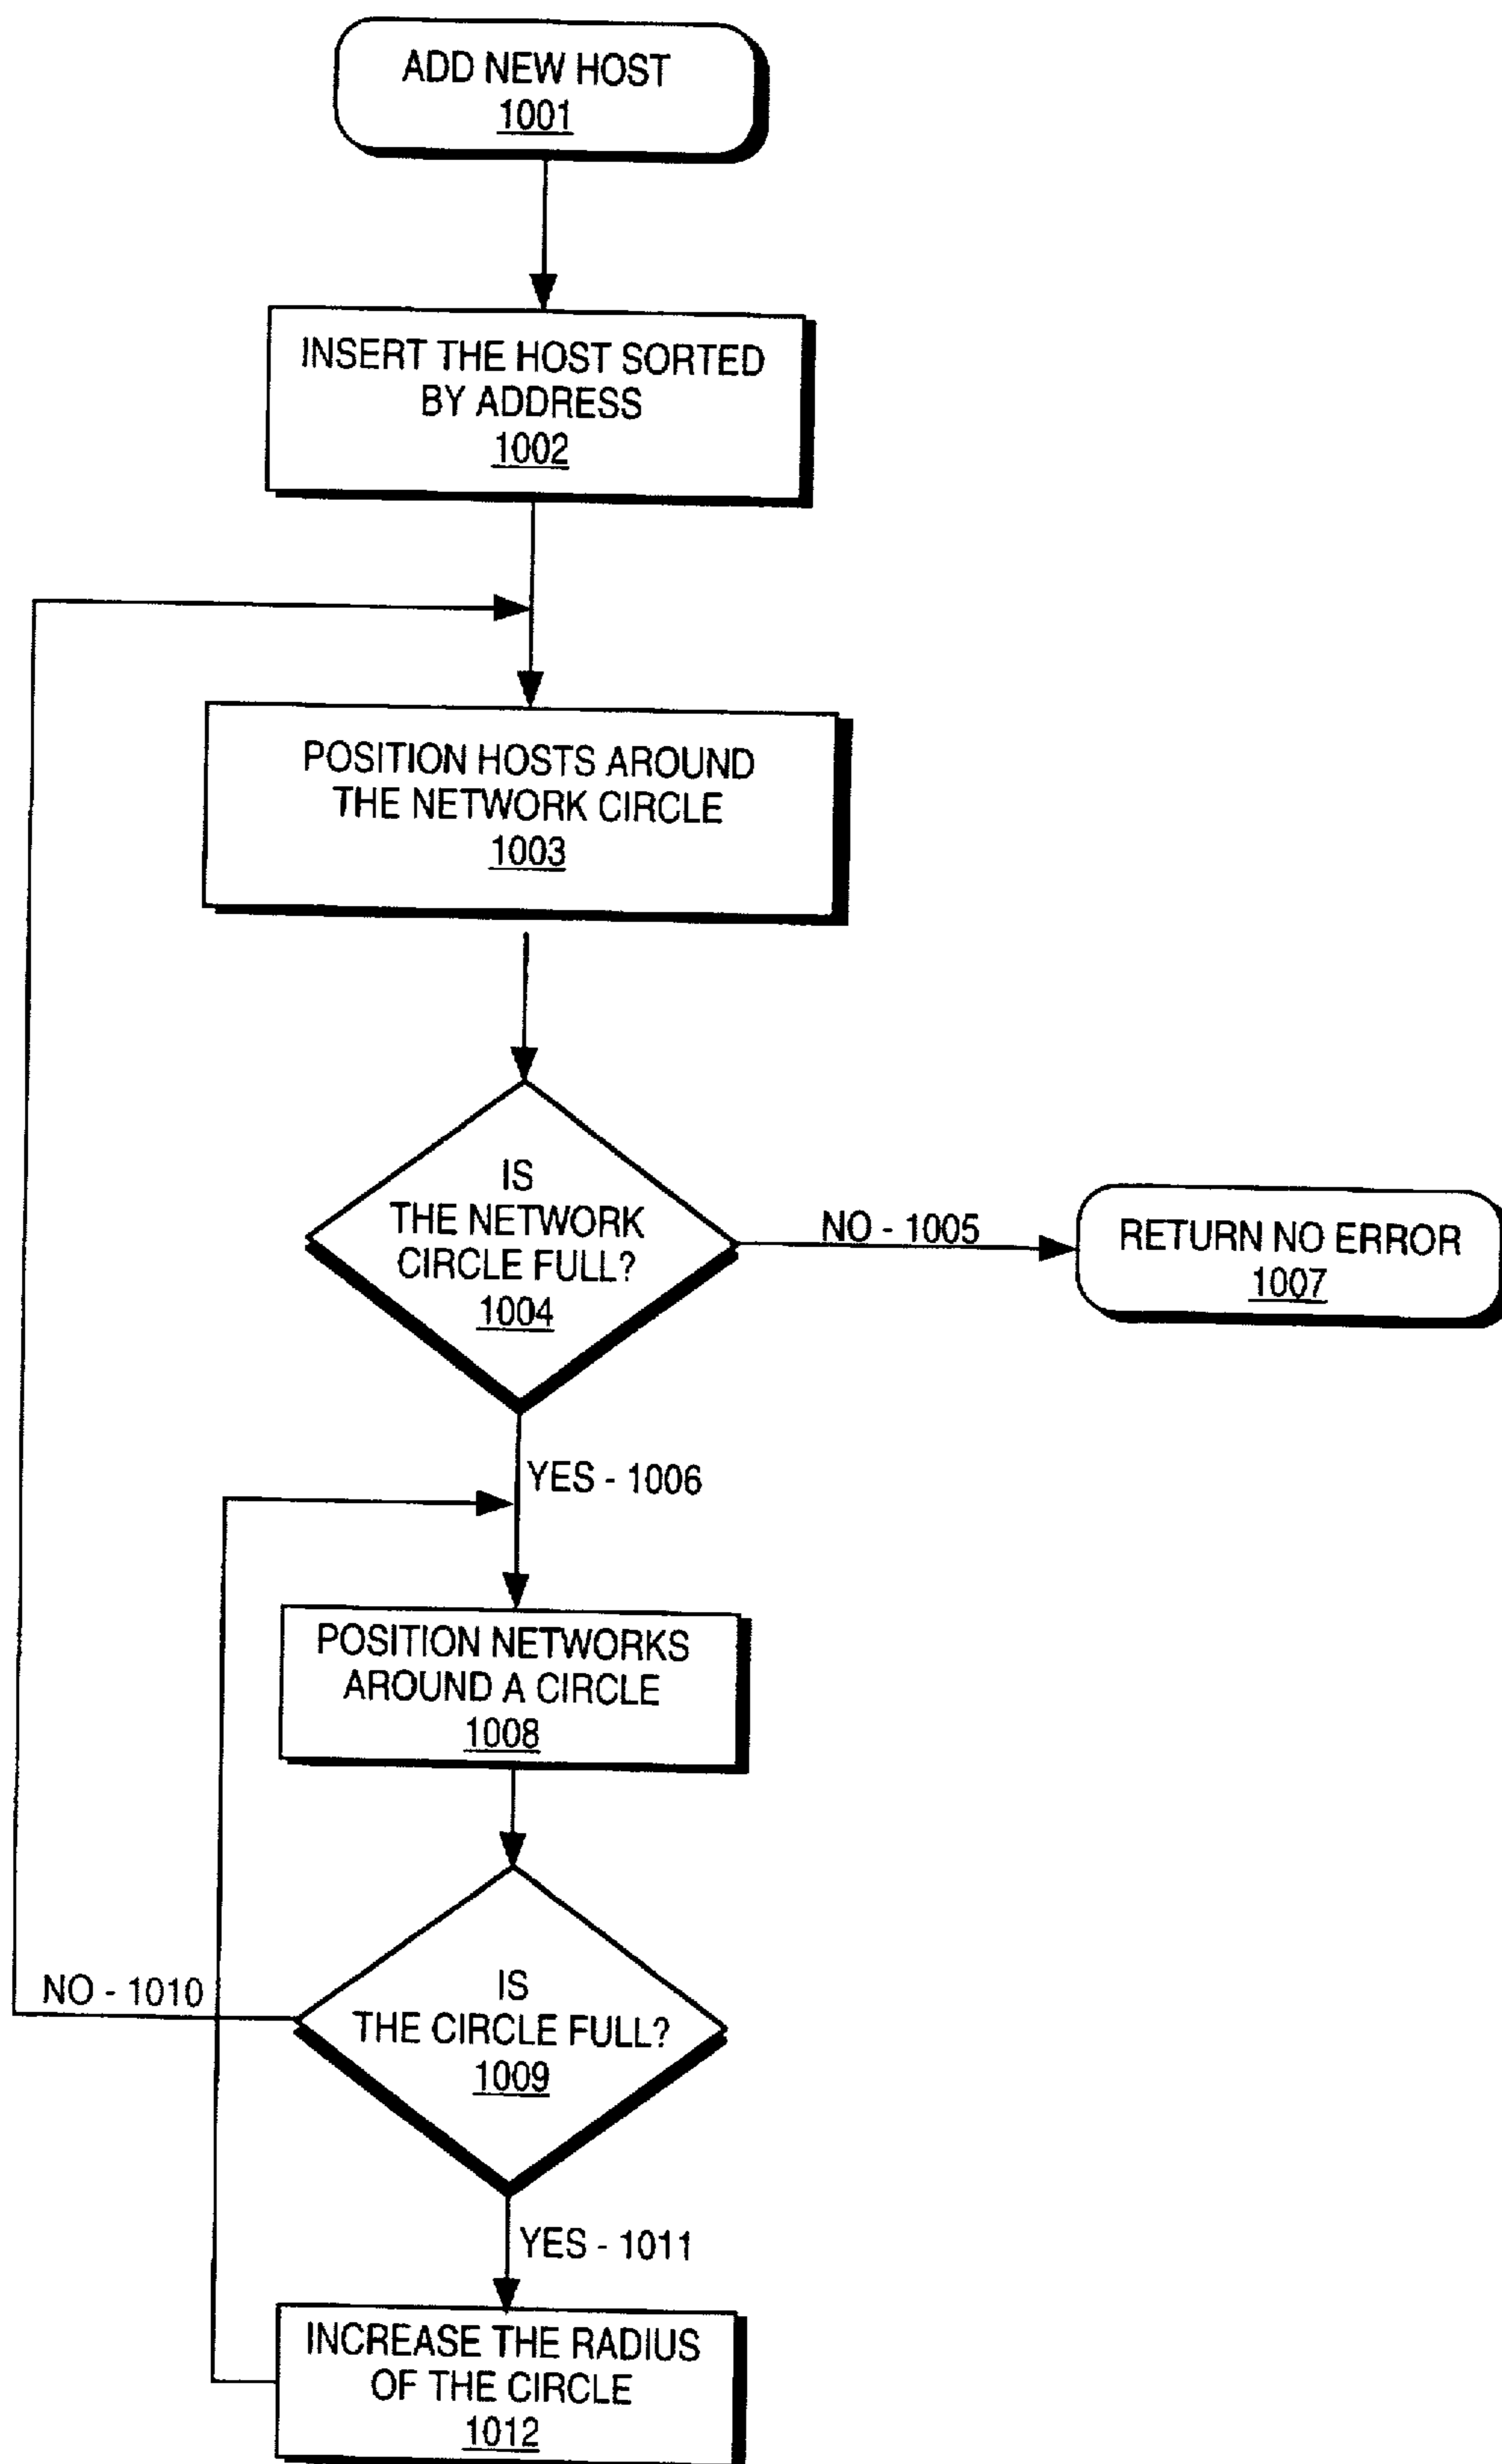 ADD NEW HOST
1001
INSERT THE HOST SORTED
BY ADDRESS
1002
POSITION HOSTS AROUND
THE NETWORK CIRCLE
1003
IS
THE NETWORK
CIRCLE FULL?
1004
NO - 1005
RETURN NO ERROR
1007
YES - 1006
POSITION NETWORKS
AROUND A CIRCLE
1008
NO - 1010
IS
THE CIRCLE FULL?
1009
YES - 1011
INCREASE THE RADIUS
OF THE CIRCLE
1012